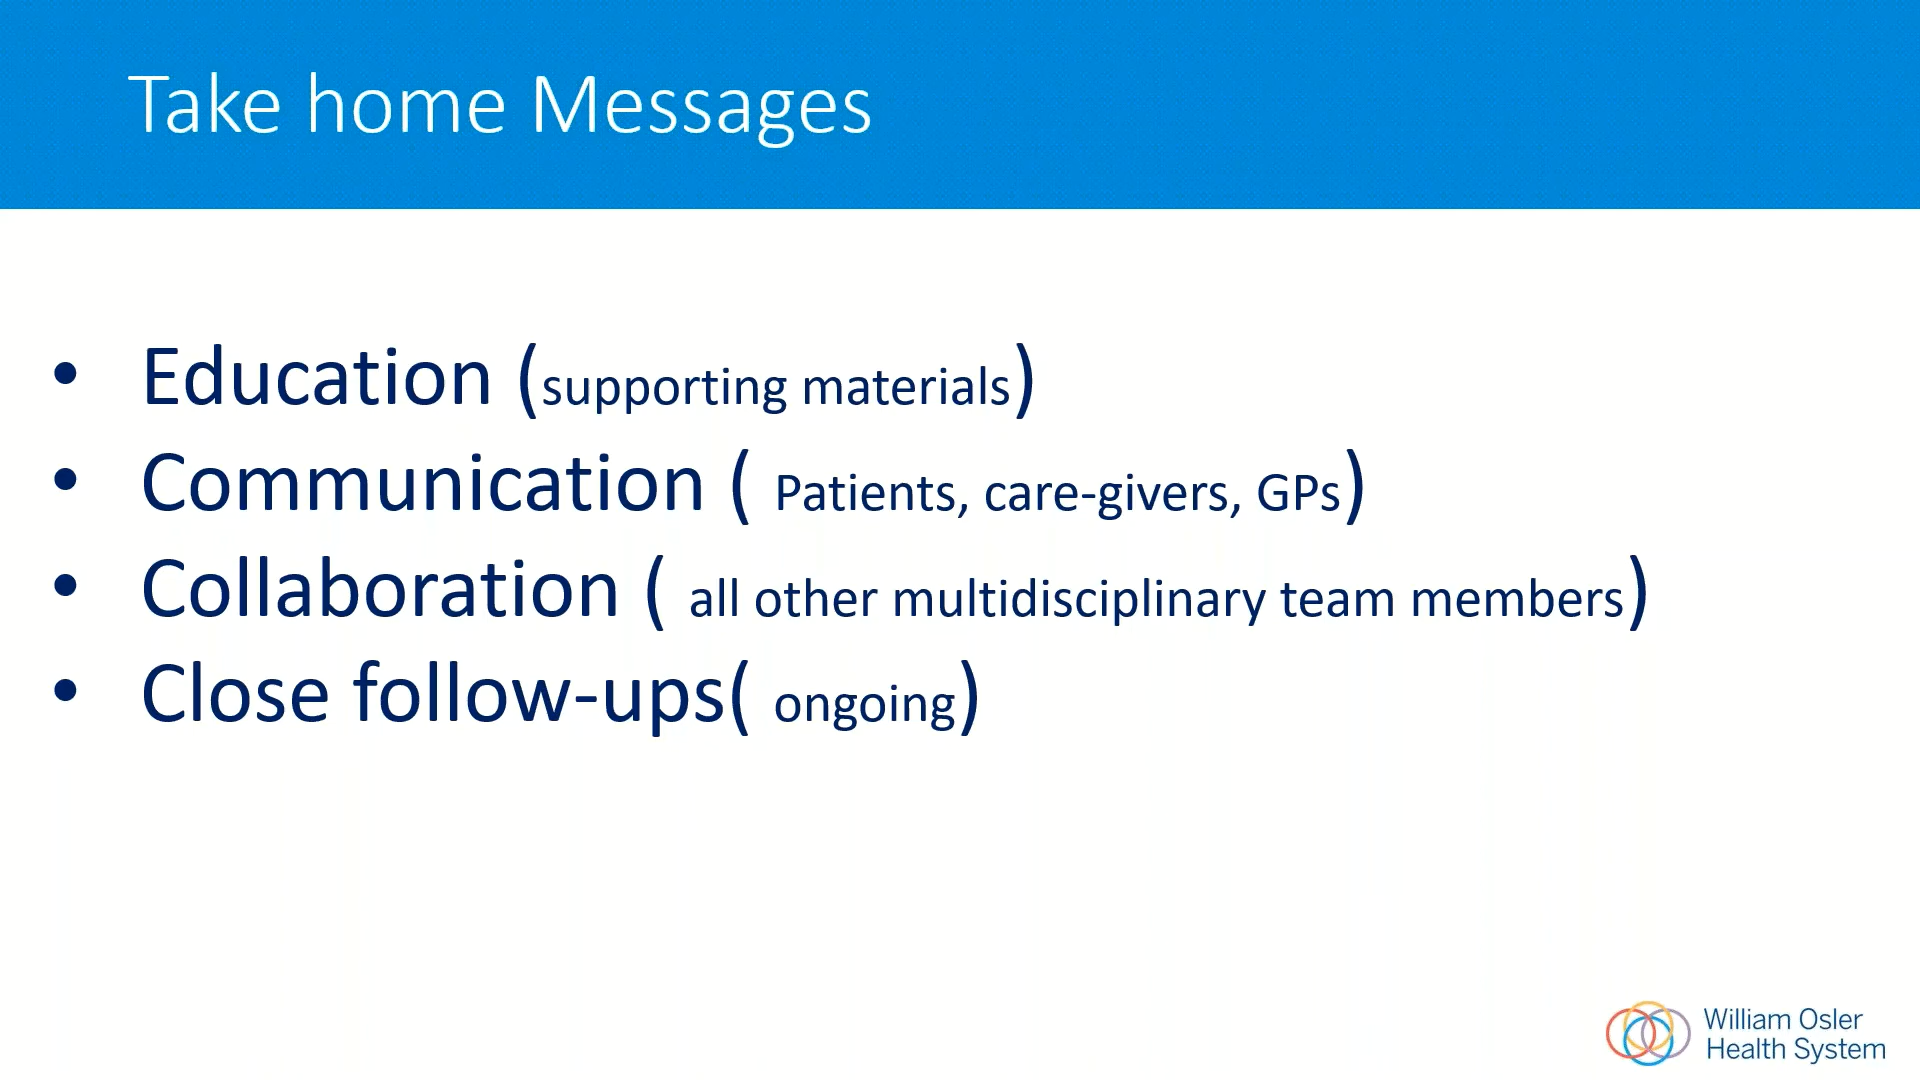 Take home Messages
• Education (supporting materials)
• Communication ( Patients, care-givers, GPs)
• Collaboration ( all other multidisciplinary team members)
• Close follow-ups( ongoing)
William Osler
Health System